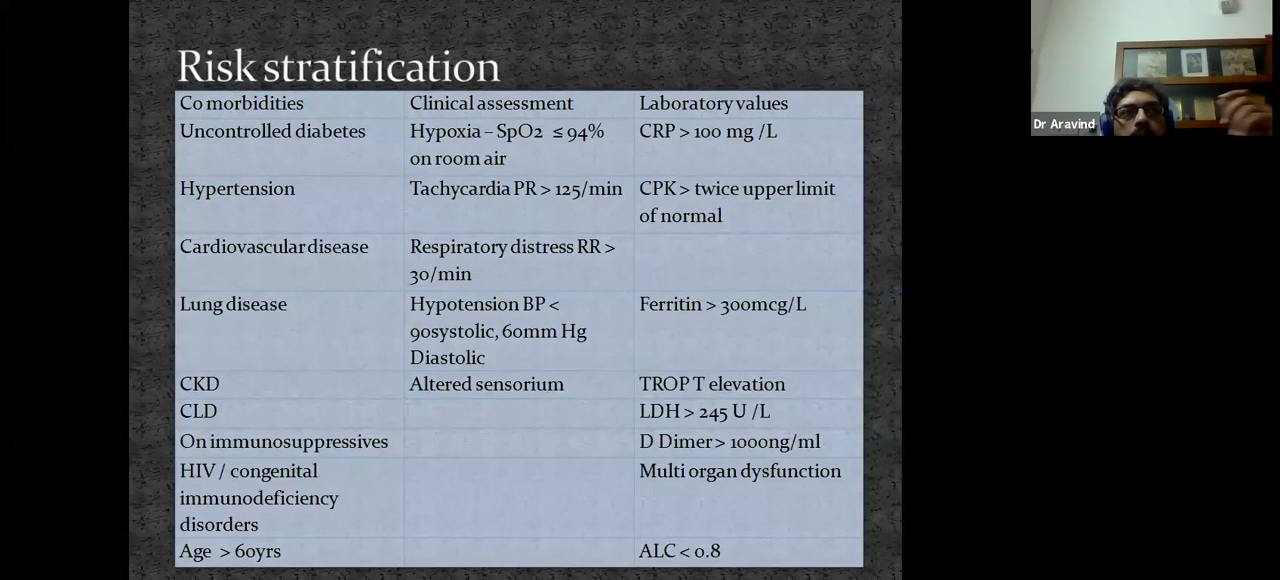 Risk stratification
Co morbidities Clinical assessment Laboratory values
Uncontrolled diabetes Hypoxia – SpO2 ≤ 94% CRP > 100 mg /L
on room air
Hypertension Tachycardia PR > 125/min CPK > twice upper limit
of normal
Cardiovascular disease Respiratory distress RR >
30/min
Lung disease Hypotension BP < Ferritin > 300mcg/L
90systolic, 60mm Hg
Diastolic
CKD Altered sensorium TROP T elevation
CLD LDH > 245 U /L
On immunosuppressives D Dimer > 1000ng/ml
HIV / congenital Multi organ dysfunction
immunodeficiency
disorders
Age > 60yrs ALC < 0.8
Dr Aravind